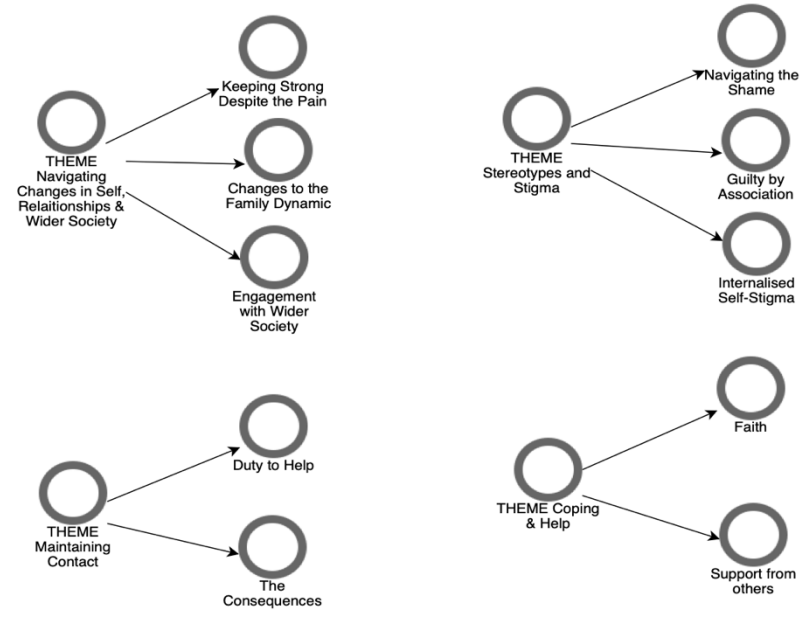 THEME
Navigating
Changes in Self,
Relaitionships &
Wider Society
Keeping Strong
Despite the Pain
Changes to the
Family Dynamic
Engagement
with Wider
Society
THEME
Stereotypes and
Stigma
Navigating the
Shame
Guilty by
Association
Internalised
Self-Stigma
THEME
Maintaining
Contact
Duty to Help
The
Consequences
THEME Coping
& Help
Faith
Support from
others